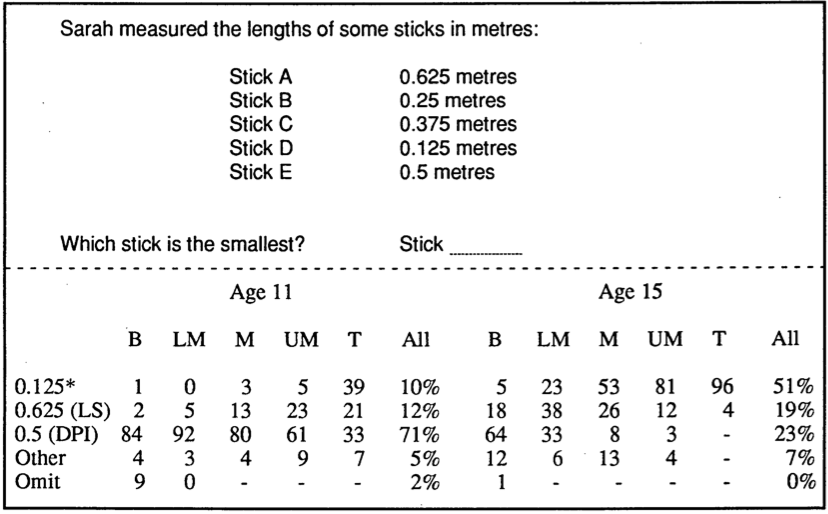 Sarah measured the lengths of some sticks in metres:
Stick A 0.625 metres
Stick B 0.25 metres
Stick C 0.375 metres
Stick D 0.125 metres
Stick E 0.5 metres
Which stick is the smallest? Stick ..................
Age 11 Age 15
B LM M UM T All B LM M UM T All
0.125* 1 0 3 5 39 10% 5 23 53 81 96 51%
0.625 (LS) 2 5 13 23 21 12% 18 38 26 12 4 19%
0.5 (DPI) 84 92 80 61 33 71% 64 33 8 3 - 23%
Other 4 3 4 9 7 5% 12 6 13 4 - 7%
Omit 9 0 - - - 2% 1 - - - - 0%